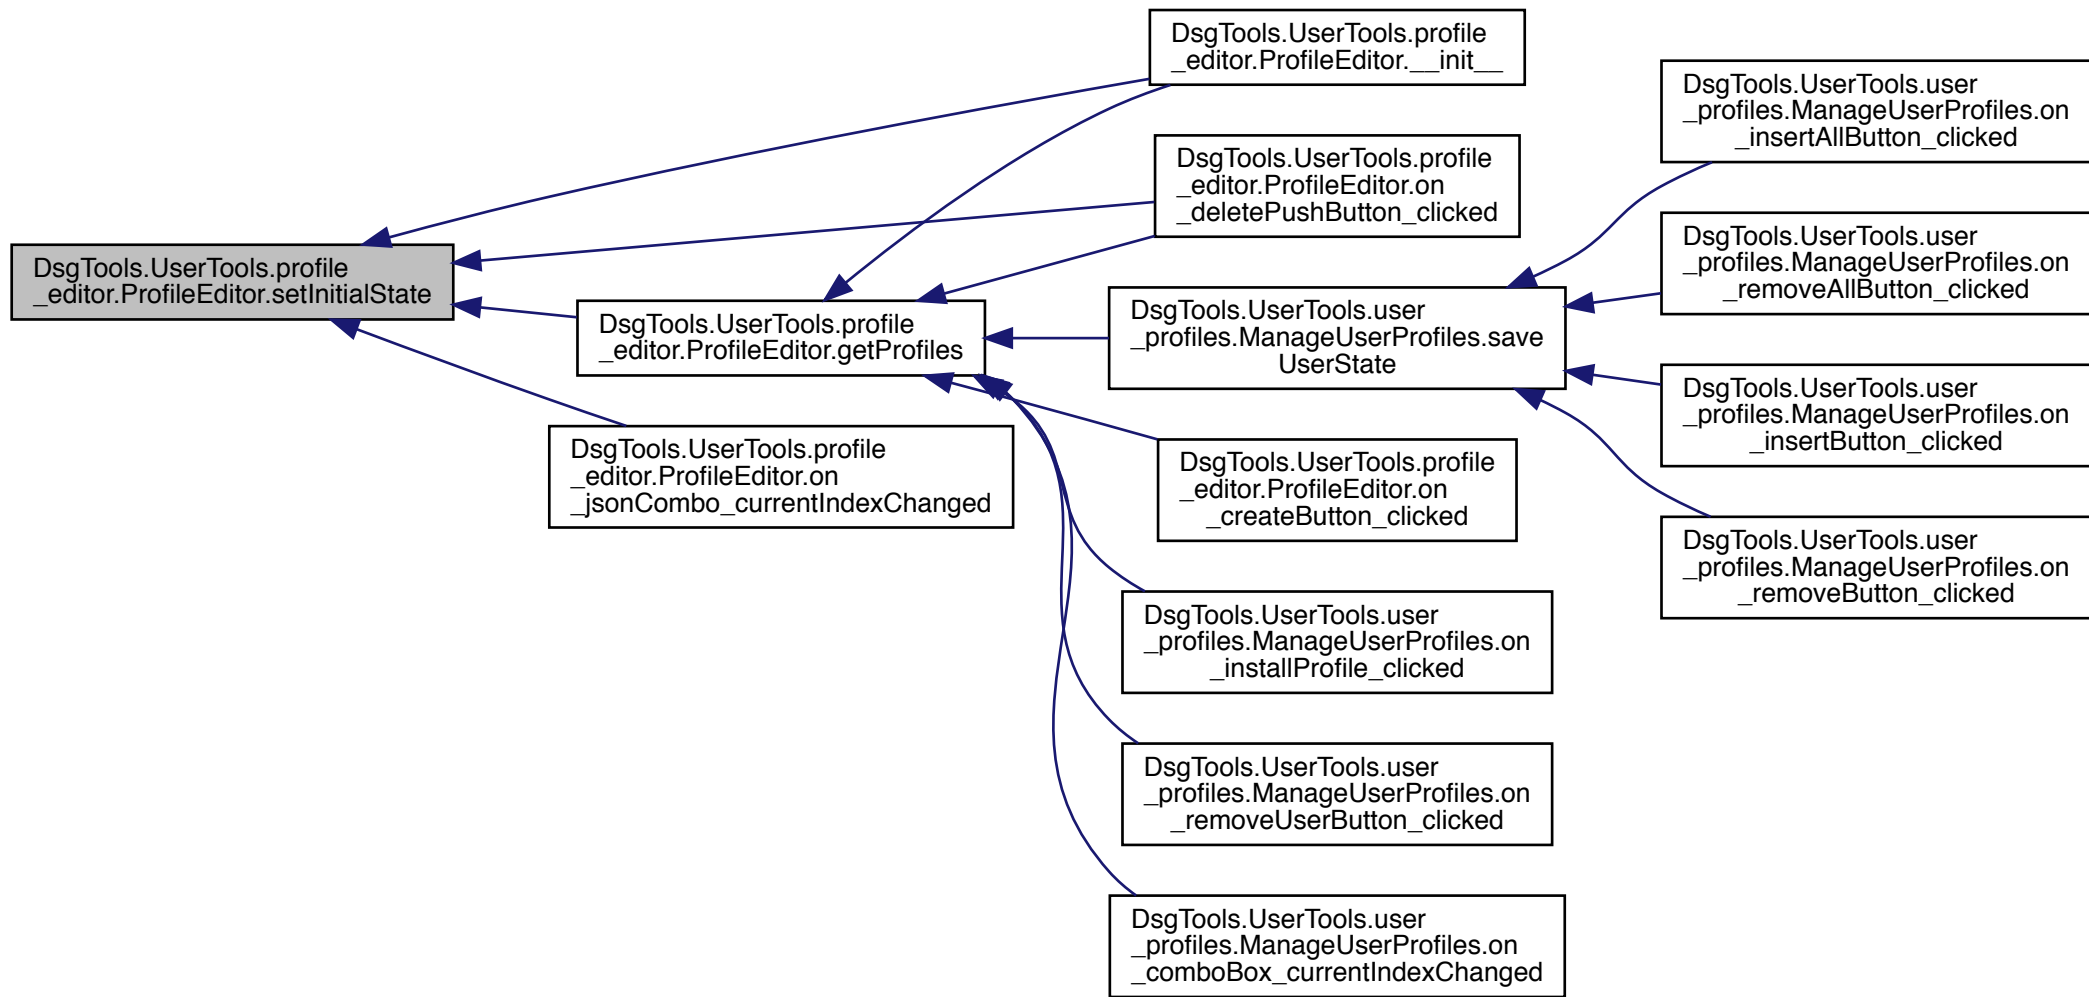 DsgTools.UserTools.profile
_editor.ProfileEditor.setInitialState
DsgTools.UserTools.profile
_editor.ProfileEditor.__init__
DsgTools.UserTools.profile
_editor.ProfileEditor.on
_deletePushButton_clicked
DsgTools.UserTools.profile
_editor.ProfileEditor.getProfiles
DsgTools.UserTools.profile
_editor.ProfileEditor.on
_jsonCombo_currentIndexChanged
DsgTools.UserTools.user
_profiles.ManageUserProfiles.save
UserState
DsgTools.UserTools.profile
_editor.ProfileEditor.on
_createButton_clicked
DsgTools.UserTools.user
_profiles.ManageUserProfiles.on
_installProfile_clicked
DsgTools.UserTools.user
_profiles.ManageUserProfiles.on
_removeUserButton_clicked
DsgTools.UserTools.user
_profiles.ManageUserProfiles.on
_comboBox_currentIndexChanged
DsgTools.UserTools.user
_profiles.ManageUserProfiles.on
_insertAllButton_clicked
DsgTools.UserTools.user
_profiles.ManageUserProfiles.on
_removeAllButton_clicked
DsgTools.UserTools.user
_profiles.ManageUserProfiles.on
_insertButton_clicked
DsgTools.UserTools.user
_profiles.ManageUserProfiles.on
_removeButton_clicked